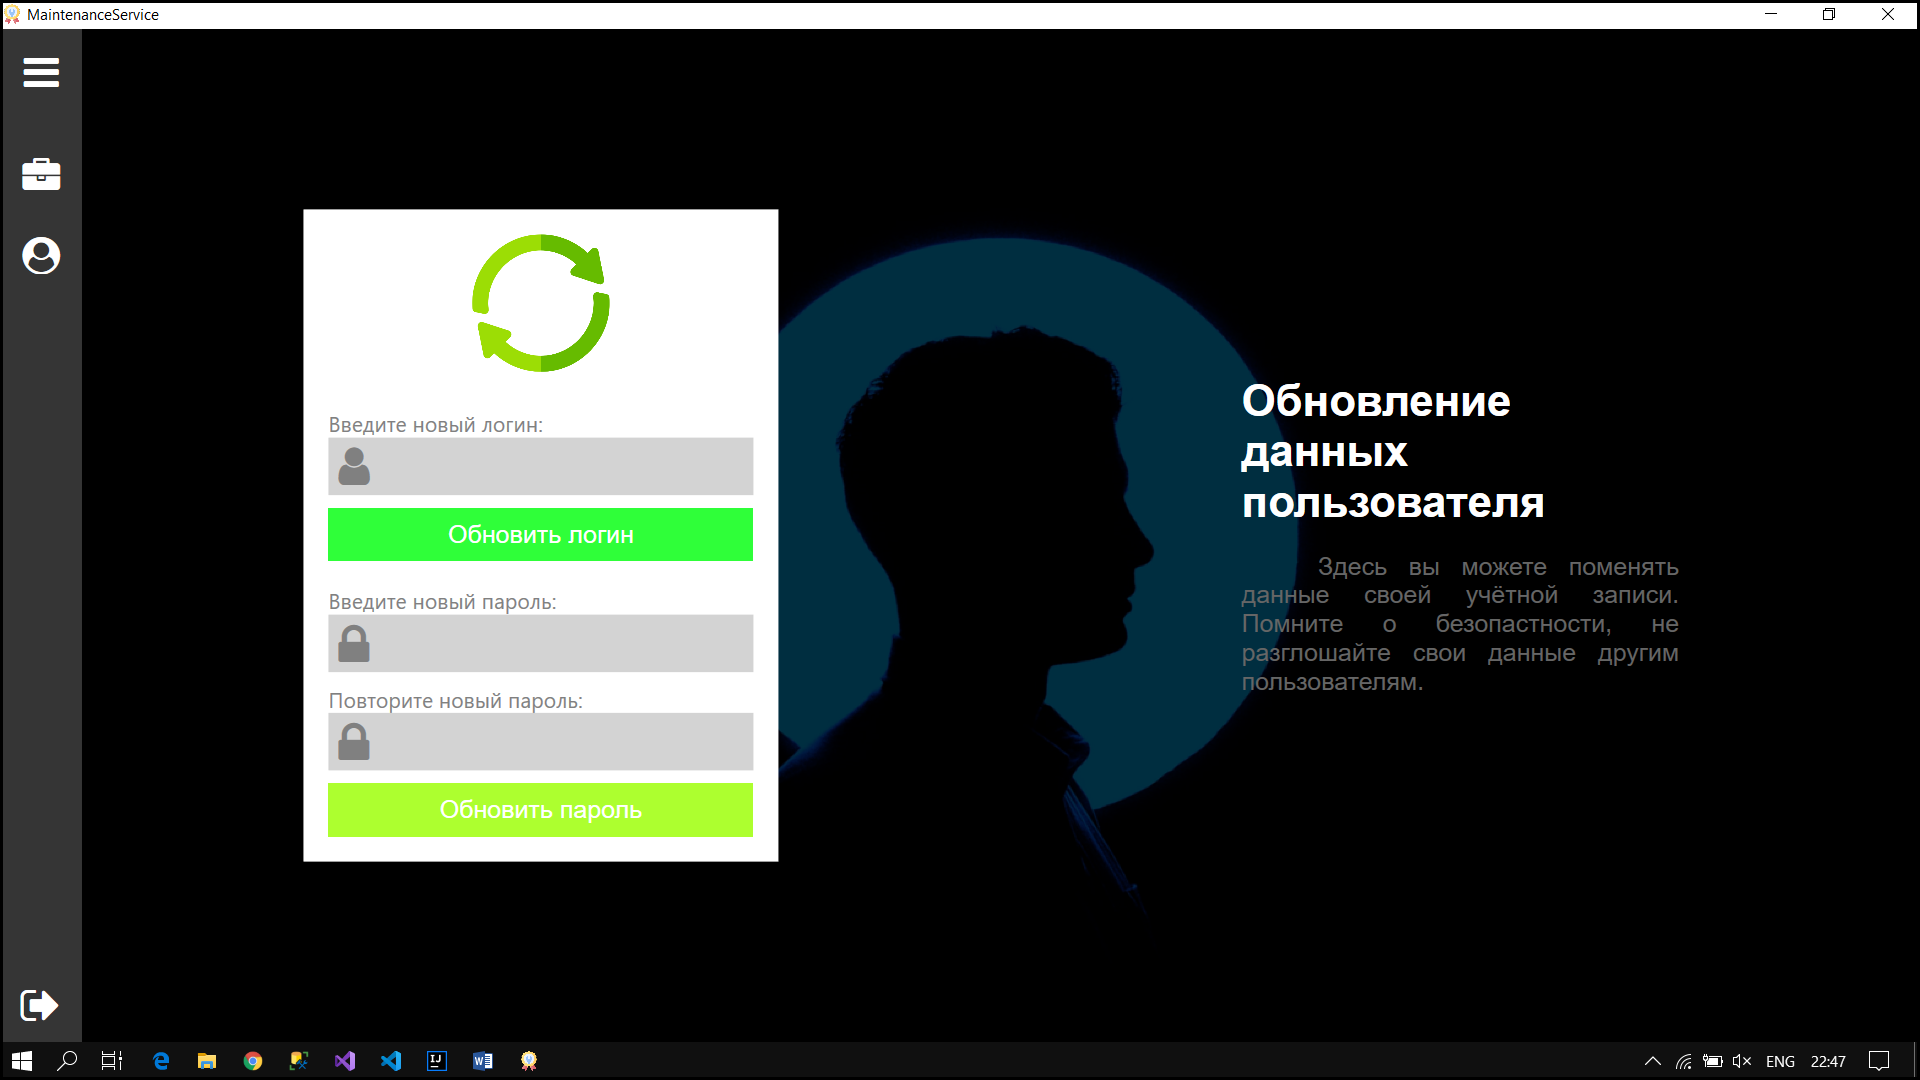 MaintenanceService
Введите новый логин:
Обновить логин
Введите новый пароль:
Повторите новый пароль:
Обновить пароль
Обновление
данных
пользователя
Здесь вы можете поменять
данные своей учётной записи.
Помните о безопастности, не
разглошайте свои данные другим
пользователям.
IJ
ENG 22:47